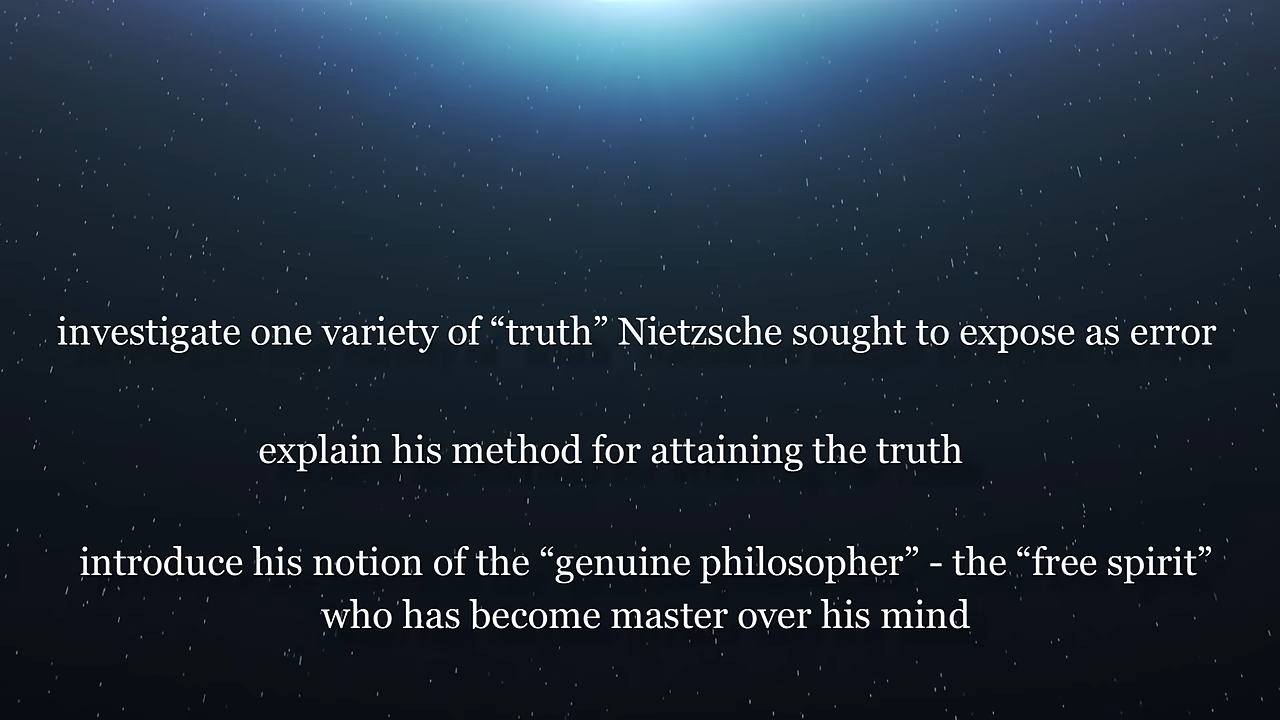 investigate one variety of “truth” Nietzsche sought to expose as error
explain his method for attaining the truth
introduce his notion of the “genuine philosopher” - the “free spirit”
who has become master over his mind